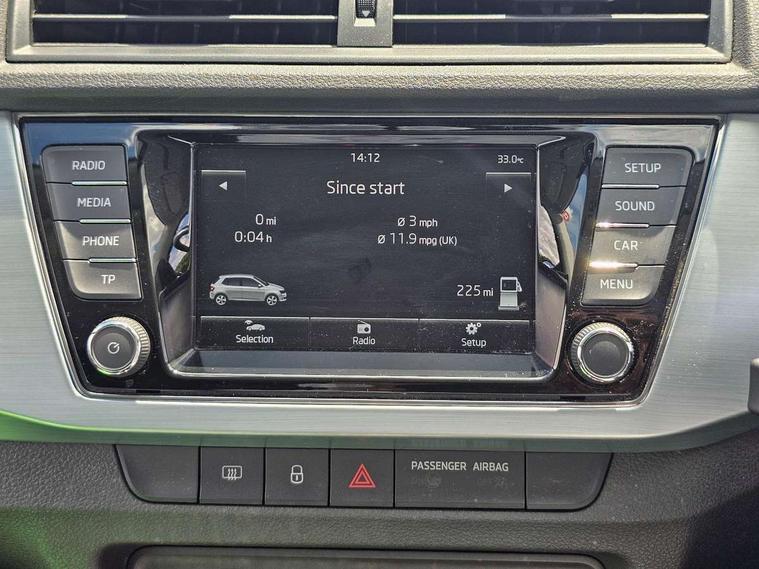 14:12
33.0°C
Since start
0 mi
0:04 h
Ø 3 mph
Ø 11.9 mpg (UK)
225 mi
Selection
Radio
Setup
RADIO
MEDIA
PHONE
TP
SETUP
SOUND
CAR
MENU
PASSENGER AIRBAG